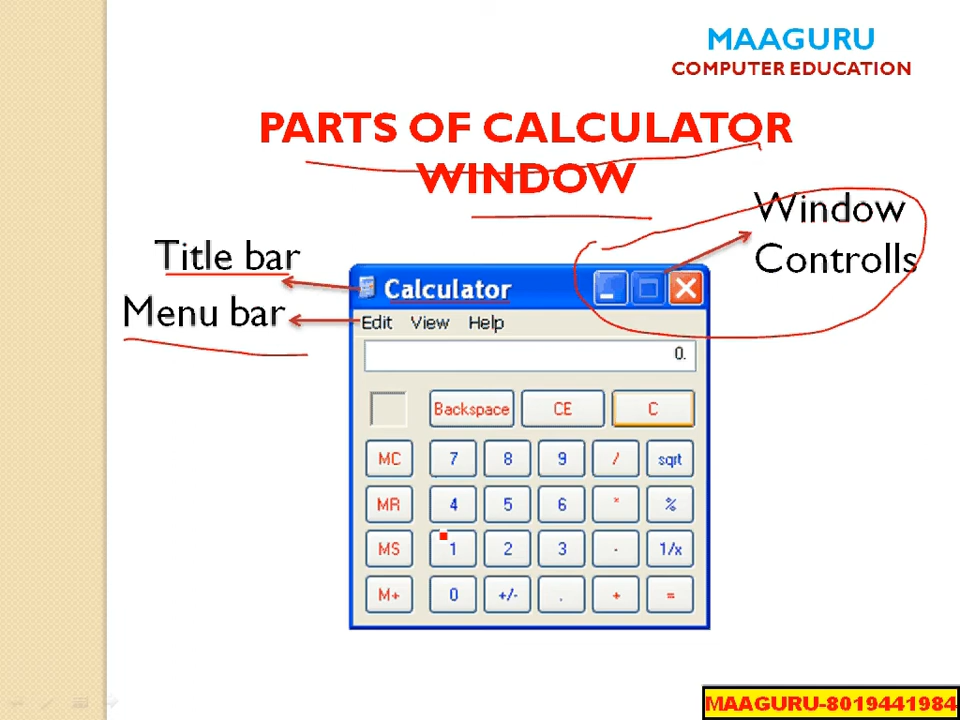 MAAGURU
COMPUTER EDUCATION
PARTS OF CALCULATOR
WINDOW
Window
Controlls
Title bar
Menu bar
Calculator
Edit View Help
0.
Backspace CE C
MC 7 8 9 / sqrt
MR 4 5 6 * %
MS 1 2 3 - 1/x
M+ 0 +/- . + =
MAAGURU-8019441984